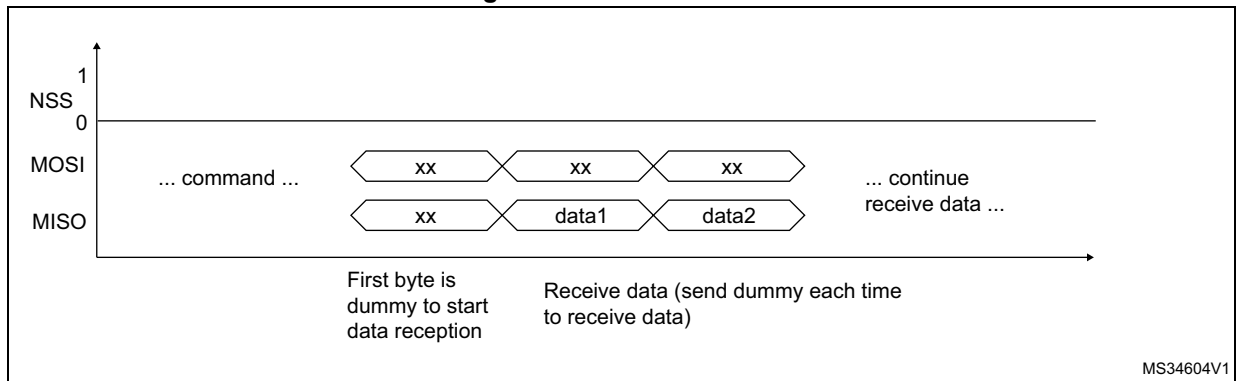 1
NSS
0
MOSI
... command ...
xx
xx
xx
... continue
receive data ...
MISO
xx
data1
data2
First byte is
dummy to start
data reception
Receive data (send dummy each time
to receive data)
MS34604V1